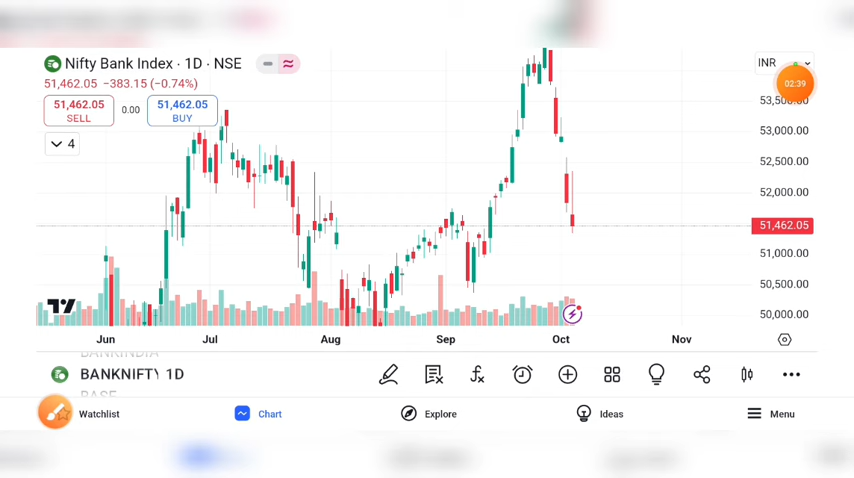 Nifty Bank Index · 1D · NSE
INR
51,462.05 −383.15 (−0.74%)
02:39
51,462.05
SELL
0.00
51,462.05
BUY
4
53,500.00
53,000.00
52,500.00
52,000.00
51,462.05
51,000.00
50,500.00
50,000.00
Jun
Jul
Aug
Sep
Oct
Nov
BANKINDIA
BANKNIFTY 1D
BASF
Watchlist
Chart
Explore
Ideas
Menu